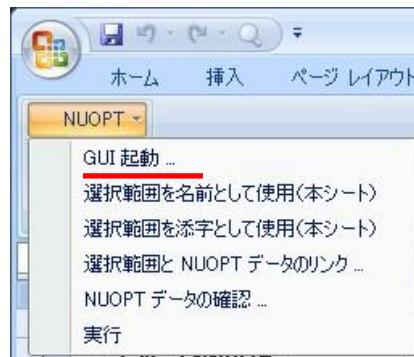 ホーム 挿入 ページ レイアウト
NUOPT
GUI 起動 ...
選択範囲を名前として使用(本シート)
選択範囲を添字として使用(本シート)
選択範囲と NUOPT データのリンク ...
NUOPT データの確認 ...
実行